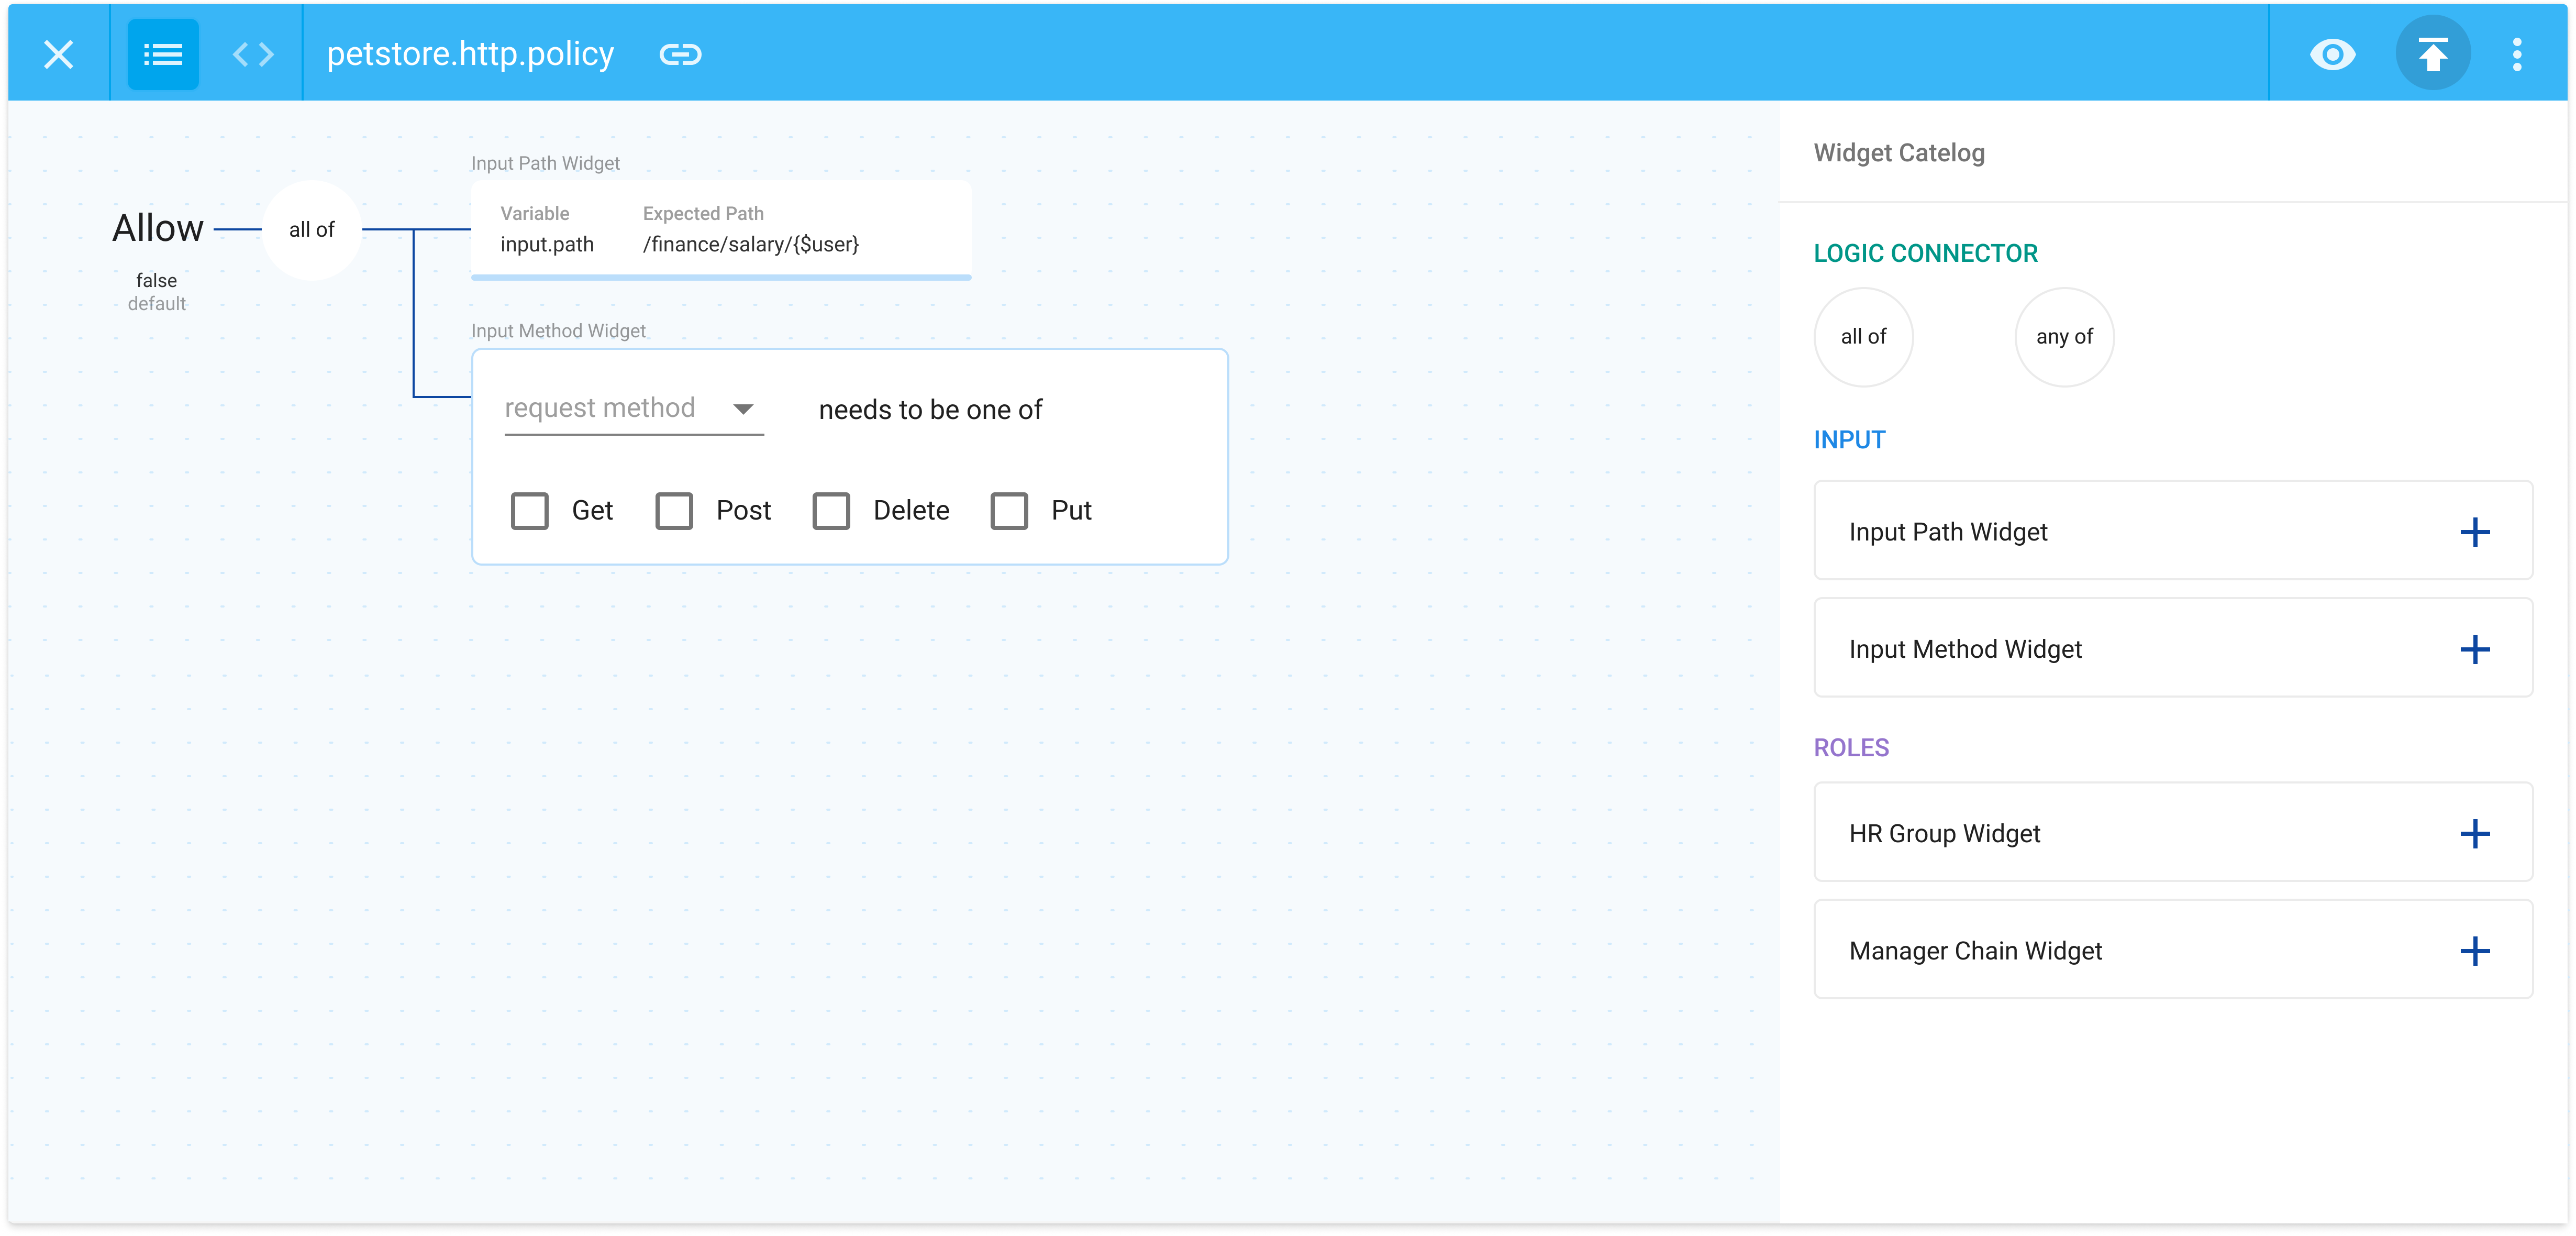 petstore.http.policy
Allow
false
default
all of
Input Path Widget
Variable Expected Path
input.path /finance/salary/{$user}
Input Method Widget
request method needs to be one of
Get Post Delete Put
Widget Catelog
LOGIC CONNECTOR
all of any of
INPUT
Input Path Widget
Input Method Widget
ROLES
HR Group Widget
Manager Chain Widget